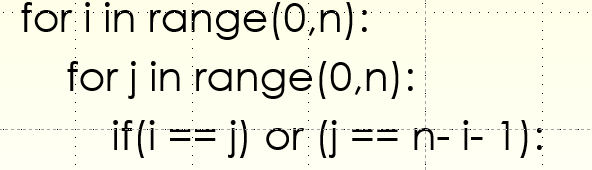 for i in range(0,n):
for j in range(0,n):
if(i == j) or (j == n- i- 1):